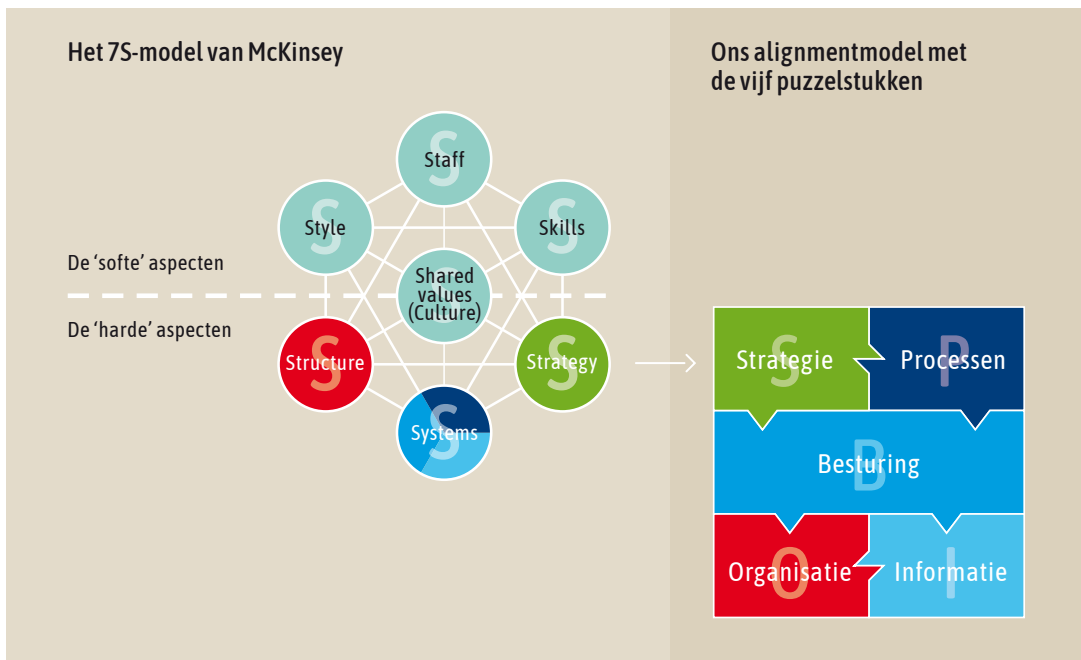 Het 7S-model van McKinsey
Ons alignmentmodel met
de vijf puzzelstukken
S
Staff
S
Style
S
Skills
De ‘softe’ aspecten
S
Shared
values
(Culture)
De ‘harde’ aspecten
S
Structure
S
Strategy
S
Systems
S
Strategie
P
Processen
B
Besturing
O
Organisatie
I
Informatie